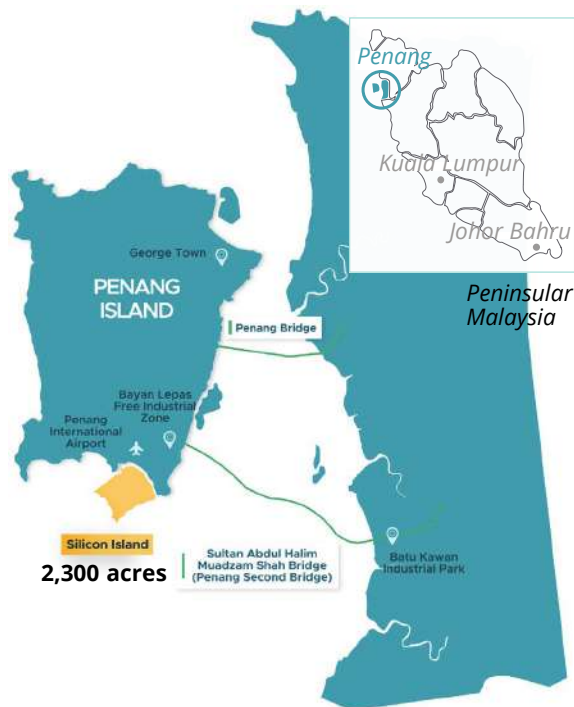 Penang
Kuala Lumpur
Johor Bahru
Peninsular
Malaysia
George Town
PENANG
ISLAND
Penang Bridge
Bayan Lepas
Free Industrial
Zone
Penang
International
Airport
Silicon Island
2,300 acres
Sultan Abdul Halim
Muadzam Shah Bridge
(Penang Second Bridge)
Batu Kawan
Industrial Park